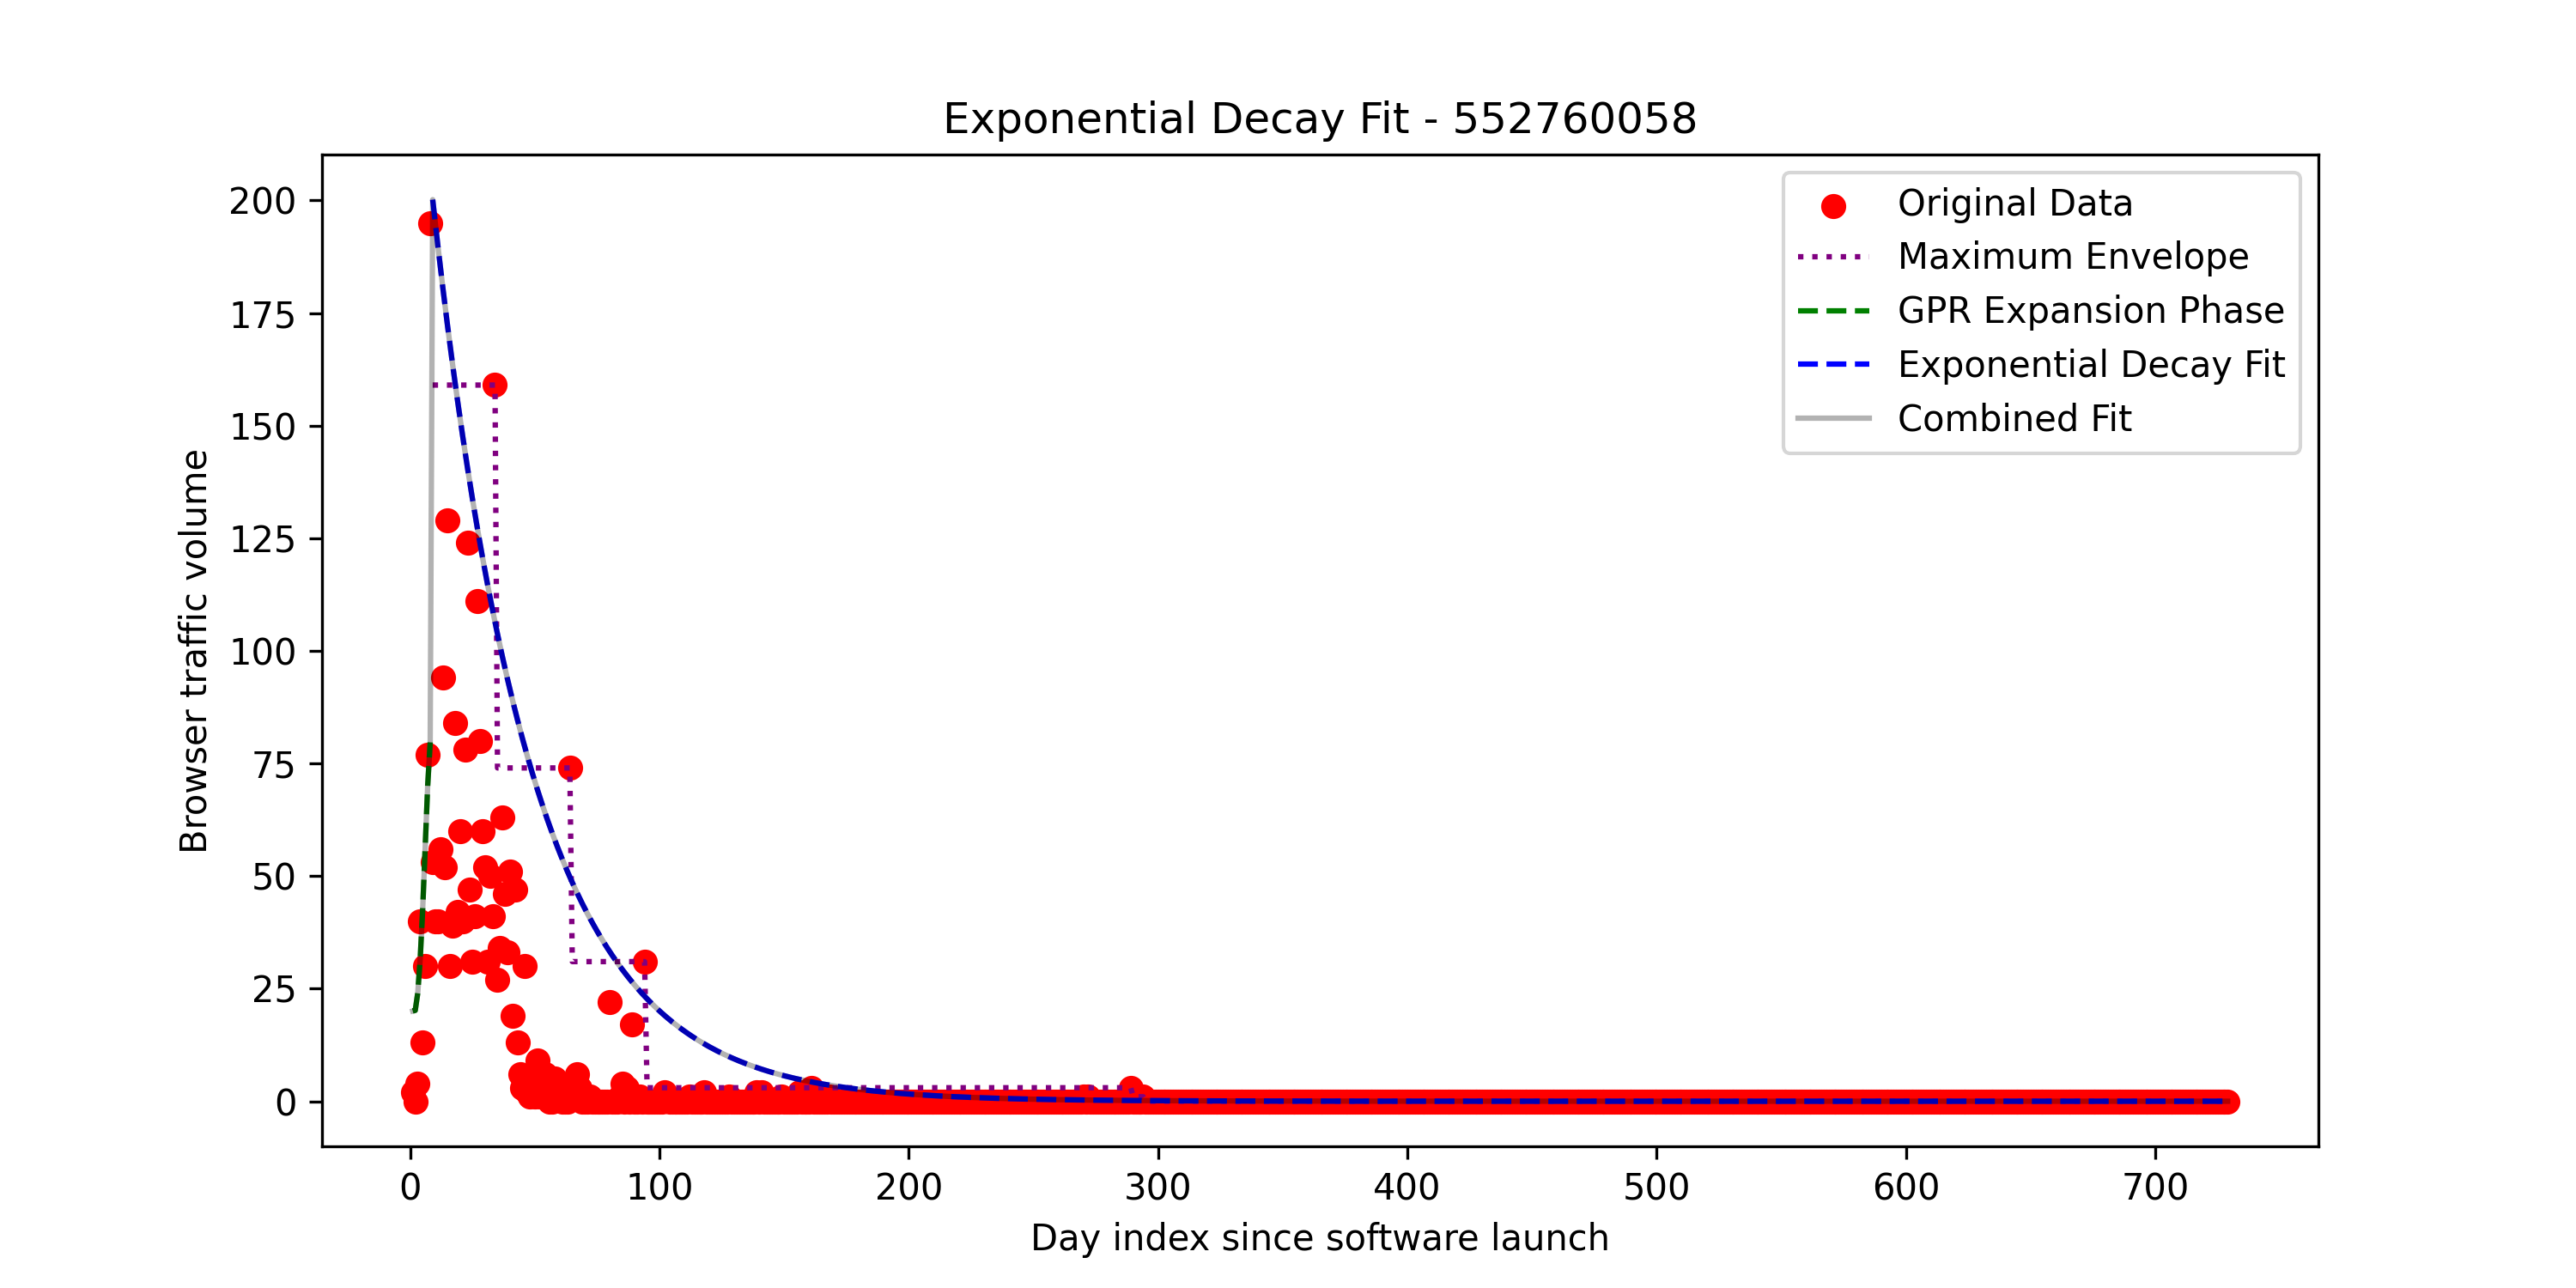 Exponential Decay Fit - 552760058
Original Data
Maximum Envelope
GPR Expansion Phase
Exponential Decay Fit
Combined Fit
Browser traffic volume
200
175
150
125
100
75
50
25
0
0 100 200 300 400 500 600 700
Day index since software launch